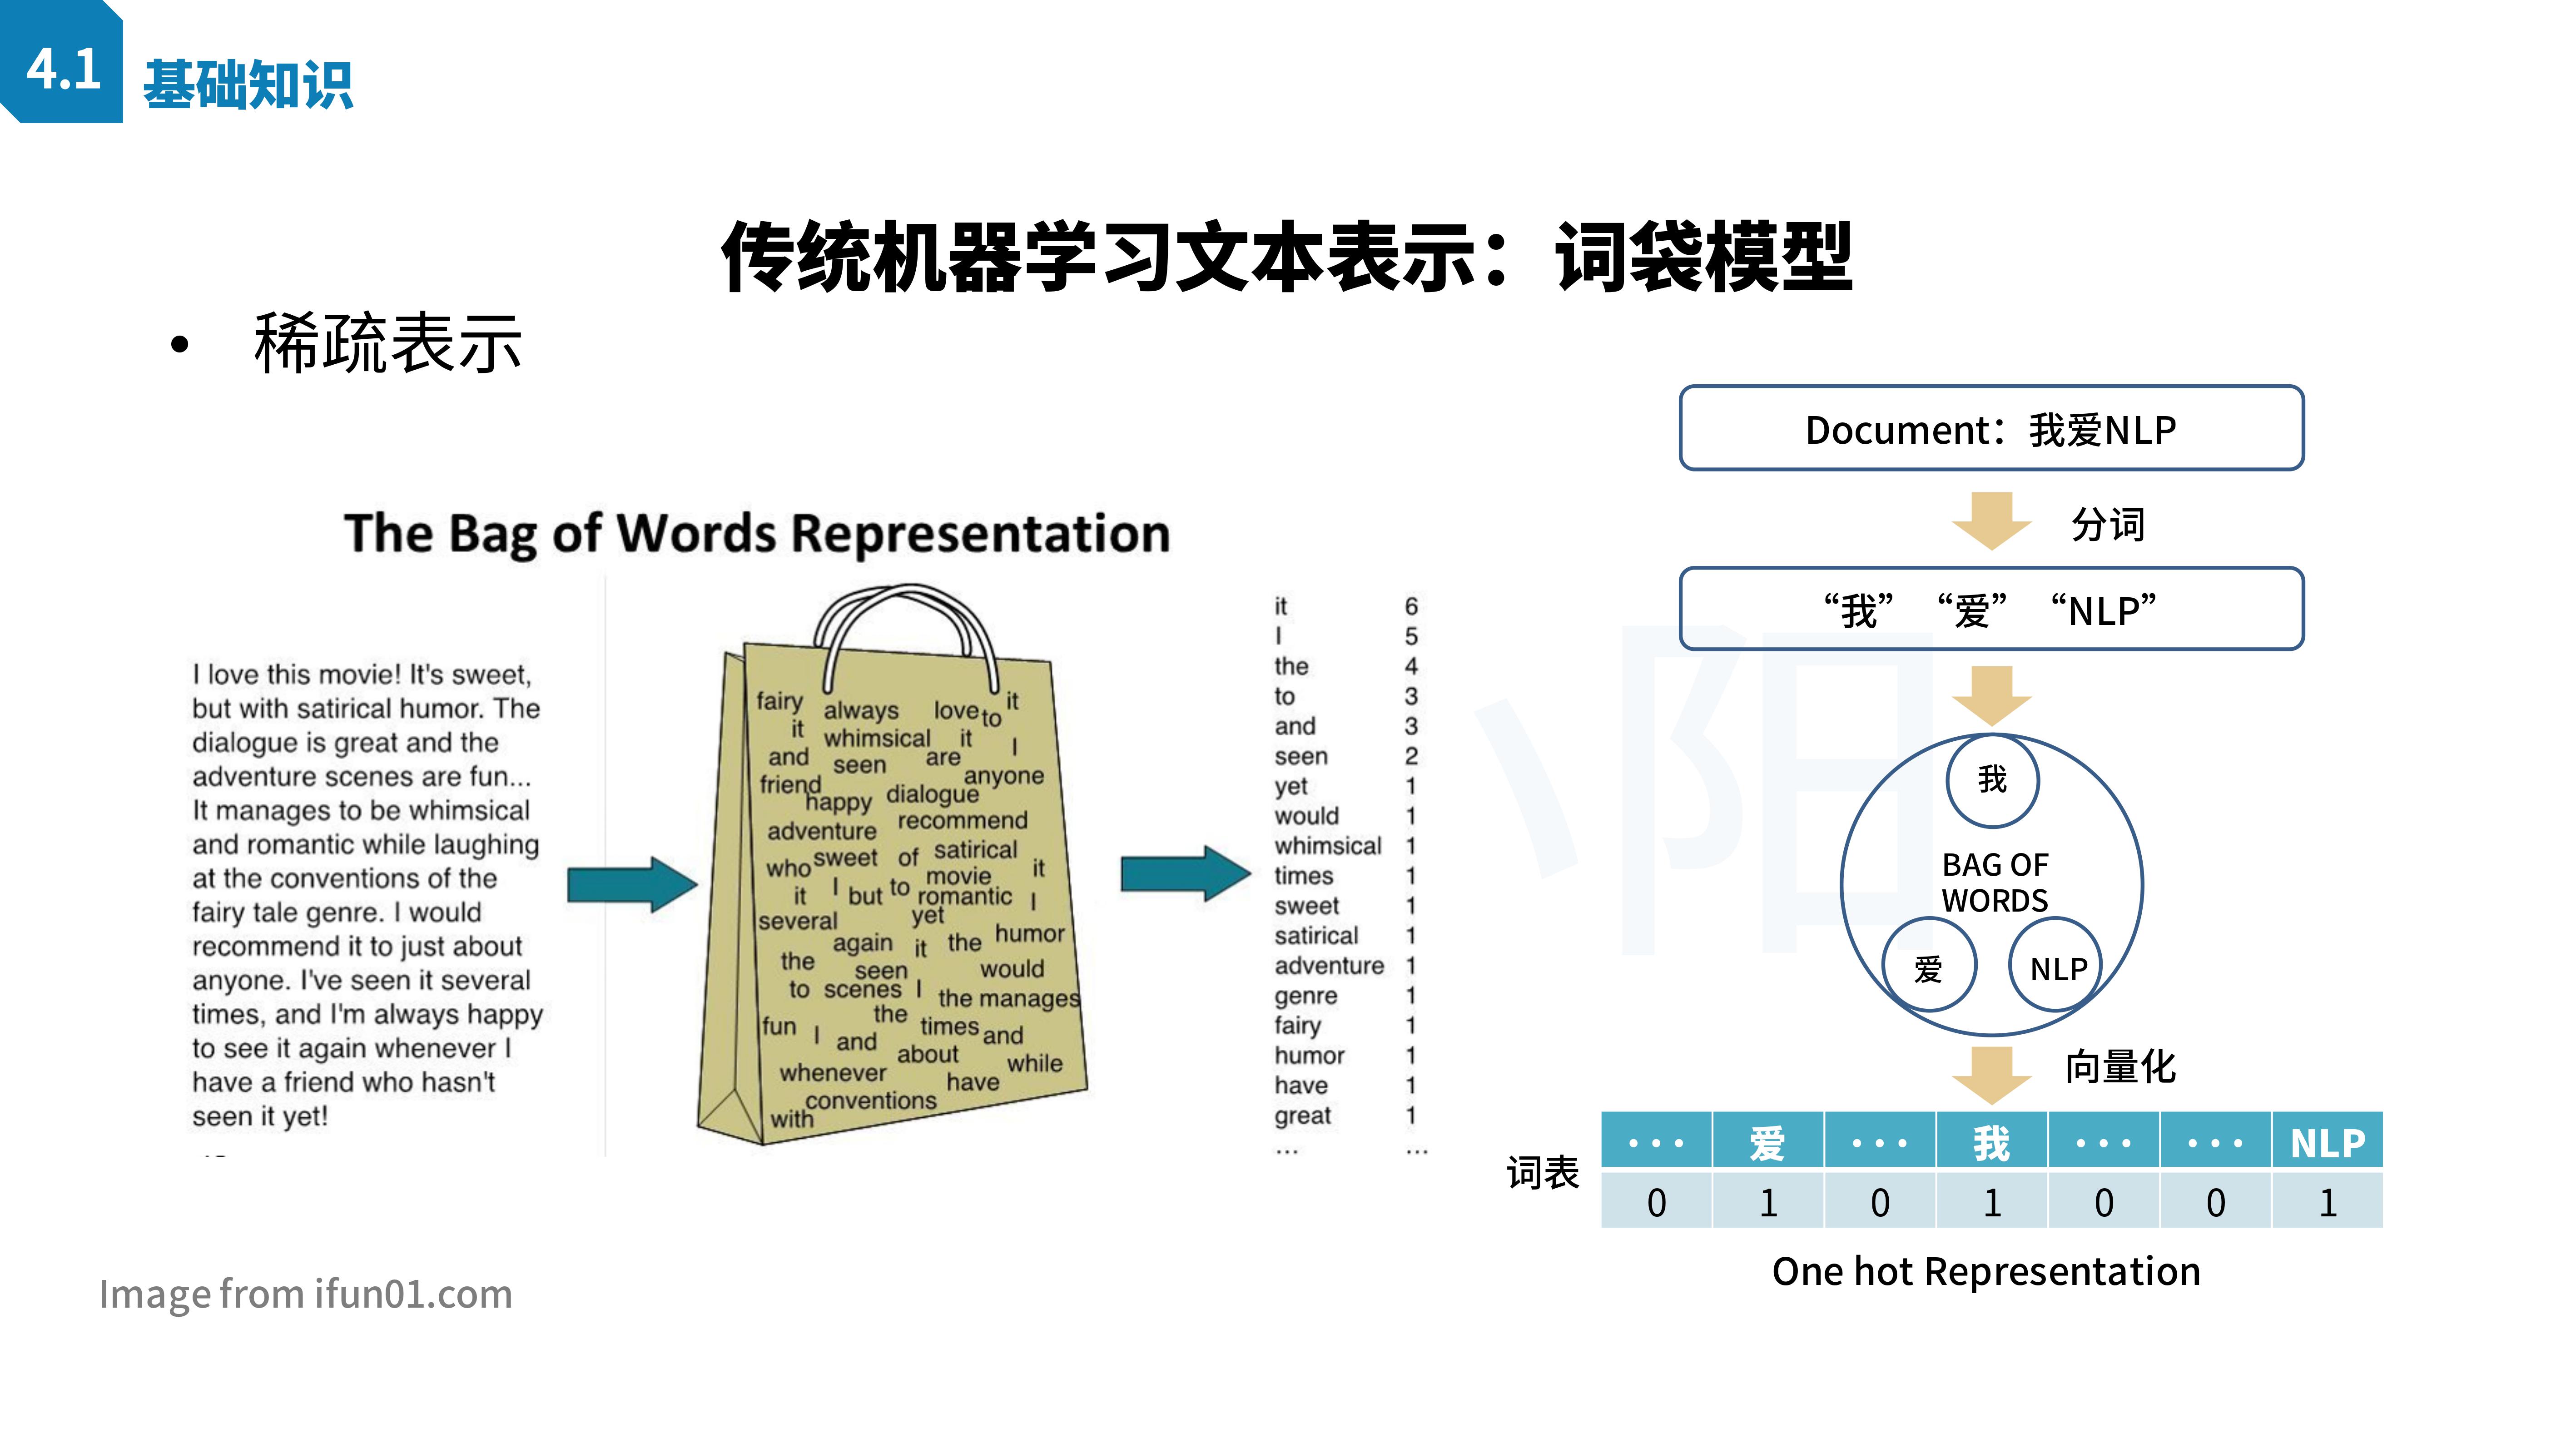 4.1 基础知识
传统机器学习文本表示：词袋模型
• 稀疏表示
The Bag of Words Representation
I love this movie! It's sweet,
but with satirical humor. The
dialogue is great and the
adventure scenes are fun...
It manages to be whimsical
and romantic while laughing
at the conventions of the
fairy tale genre. I would
recommend it to just about
anyone. I've seen it several
times, and I'm always happy
to see it again whenever I
have a friend who hasn't
seen it yet!
fairy always love to it
it whimsical it I
and seen are
friend anyone
happy dialogue
adventure recommend
who sweet of satirical
it I but to movie it
romantic I
several yet
again it the humor
the seen would
to scenes I the manages
fun I and the times and
about while
whenever have
conventions
with
it 6
I 5
the 4
to 3
and 3
seen 2
yet 1
would 1
whimsical 1
times 1
sweet 1
satirical 1
adventure 1
genre 1
fairy 1
humor 1
have 1
great 1
... ...
Image from ifun01.com
Document：我爱NLP
分词
“我” “爱” “NLP”
我
BAG OF
WORDS
爱 NLP
向量化
词表
··· 爱 ··· 我 ··· ··· NLP
0 1 0 1 0 0 1
One hot Representation